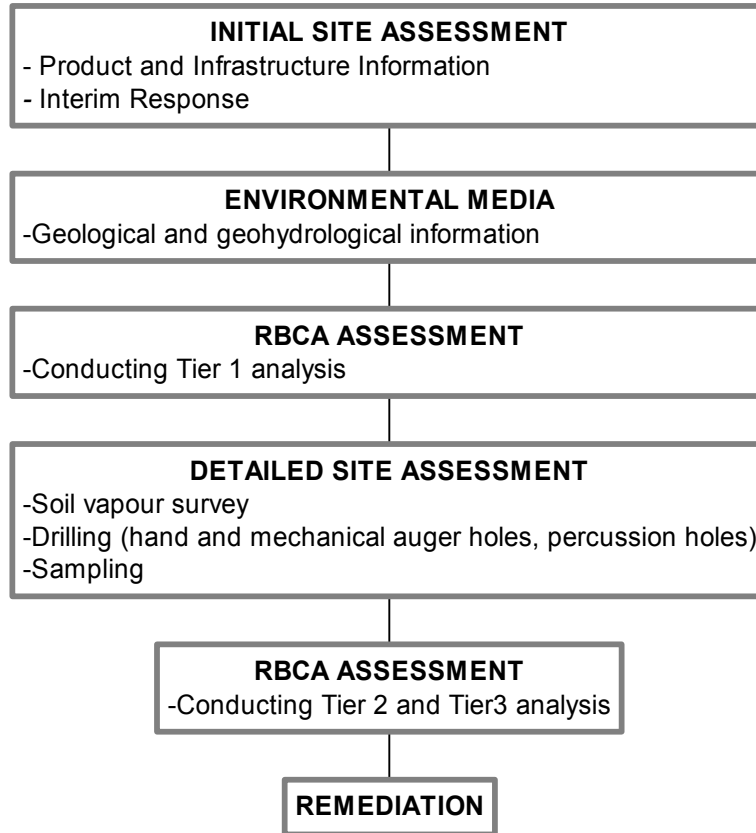 INITIAL SITE ASSESSMENT
- Product and Infrastructure Information
- Interim Response
ENVIRONMENTAL MEDIA
-Geological and geohydrological information
RBCA ASSESSMENT
-Conducting Tier 1 analysis
DETAILED SITE ASSESSMENT
-Soil vapour survey
-Drilling (hand and mechanical auger holes, percussion holes)
-Sampling
RBCA ASSESSMENT
-Conducting Tier 2 and Tier3 analysis
REMEDIATION